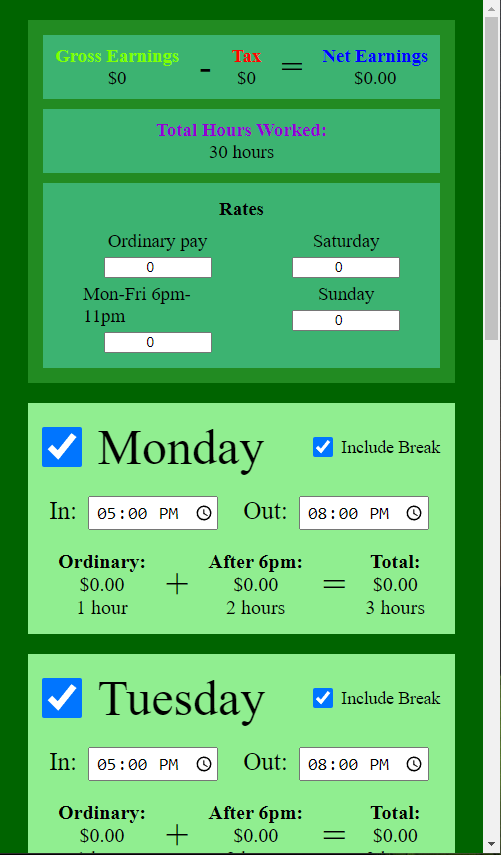 Gross Earnings - Tax = Net Earnings
$0 $0 $0.00
Total Hours Worked:
30 hours
Rates
Ordinary pay Saturday
0 0
Mon-Fri 6pm- Sunday
11pm 0
0
Monday Include Break
In: 05:00 PM Out: 08:00 PM
Ordinary: After 6pm: Total:
$0.00 + $0.00 = $0.00
1 hour 2 hours 3 hours
Tuesday Include Break
In: 05:00 PM Out: 08:00 PM
Ordinary: After 6pm: Total:
$0.00 + $0.00 = $0.00